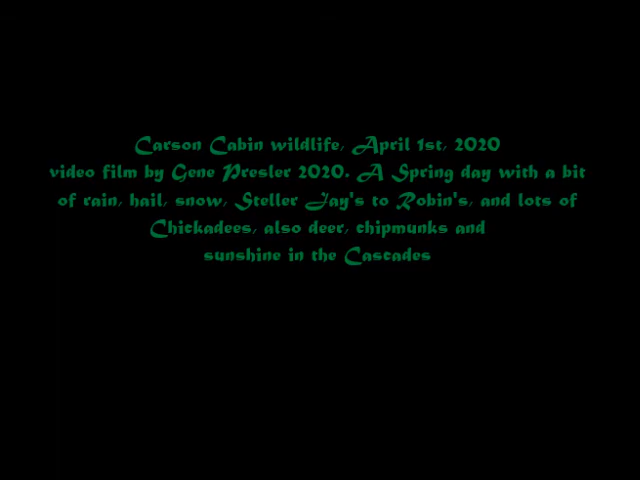 Carson Cabin wildlife, April 1st, 2020
video film by Gene Presler 2020. A Spring day with a bit
of rain, hail, snow, Steller Jay's to Robin's, and lots of
Chickadees, also deer, chipmunks and
sunshine in the Cascades